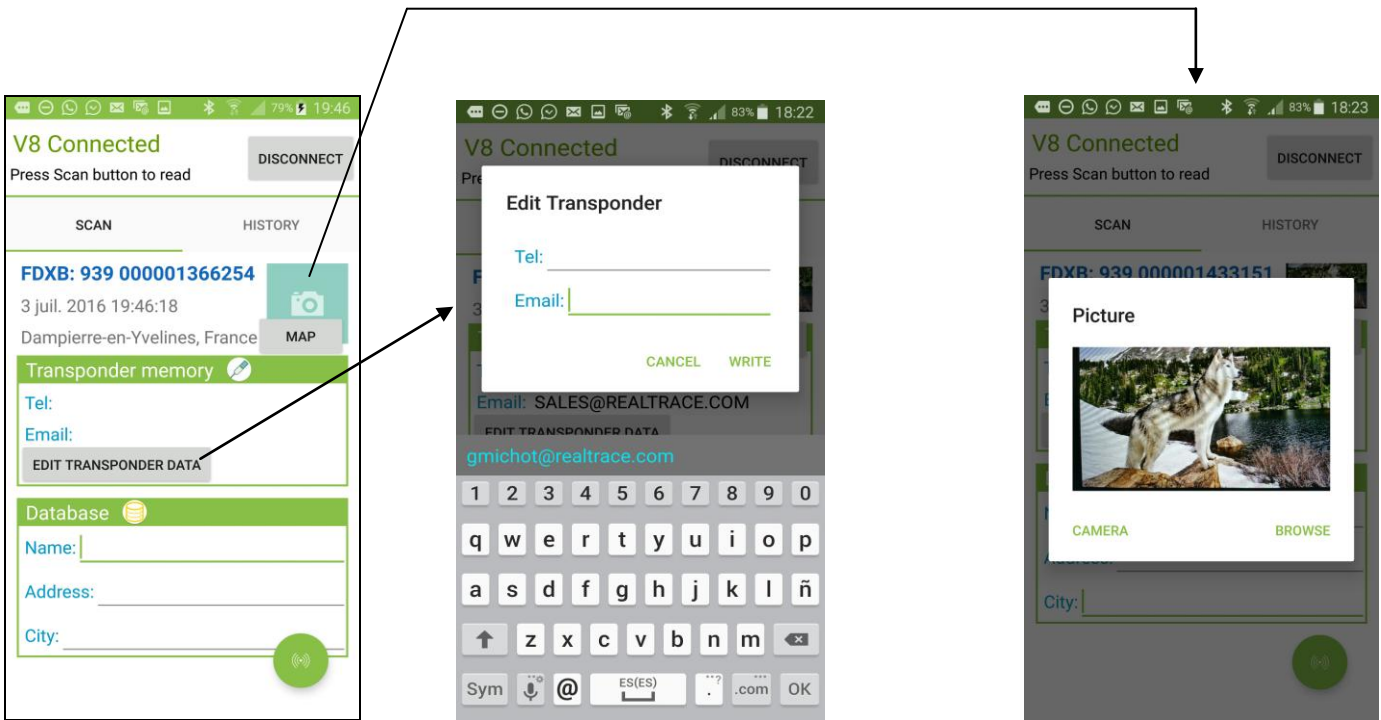 79% 19:46
V8 Connected
DISCONNECT
Press Scan button to read
SCAN HISTORY
FDXB: 939 000001366254
3 juil. 2016 19:46:18
Dampierre-en-Yvelines, France
MAP
Transponder memory
Tel:
Email:
EDIT TRANSPONDER DATA
Database
Name:
Address:
City:
83% 18:22
V8 Connected
DISCONNECT
Pre
Edit Transponder
Tel:
Email:
CANCEL WRITE
Email: SALES@REALTRACE.COM
EDIT TRANSPONDER DATA
gmichot@realtrace.com
1 2 3 4 5 6 7 8 9 0
q w e r t y u i o p
a s d f g h j k l ñ
z x c v b n m
Sym @ ES(ES) . ? .com OK
83% 18:23
V8 Connected
DISCONNECT
Press Scan button to read
SCAN HISTORY
FDXB: 939 000001433151
3
Picture
CAMERA BROWSE
Address:
City: